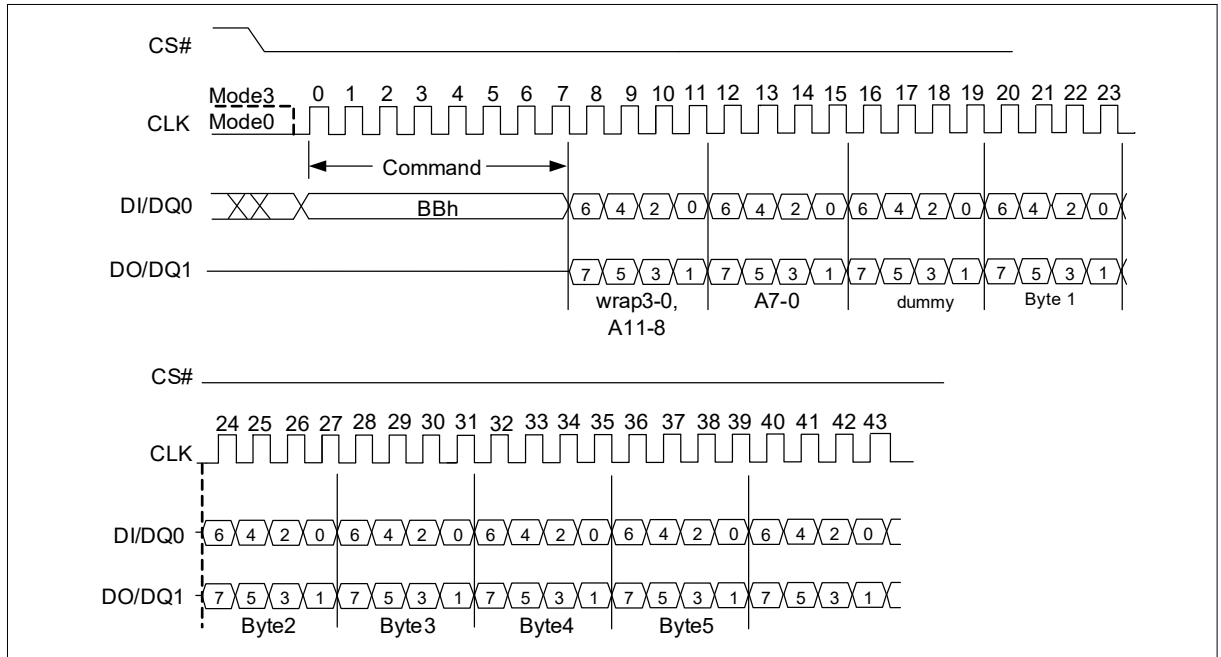 CS#
Mode3
0 1 2 3 4 5 6 7 8 9 10 11 12 13 14 15 16 17 18 19 20 21 22 23
CLK
Mode0
Command
DI/DQ0
BBh
6 4 2 0 6 4 2 0 6 4 2 0 6 4 2 0
DO/DQ1
7 5 3 1 7 5 3 1 7 5 3 1 7 5 3 1
wrap3-0,
A11-8
A7-0
dummy
Byte 1
CS#
24 25 26 27 28 29 30 31 32 33 34 35 36 37 38 39 40 41 42 43
CLK
DI/DQ0
6 4 2 0 6 4 2 0 6 4 2 0 6 4 2 0 6 4 2 0
DO/DQ1
7 5 3 1 7 5 3 1 7 5 3 1 7 5 3 1 7 5 3 1
Byte2 Byte3 Byte4 Byte5